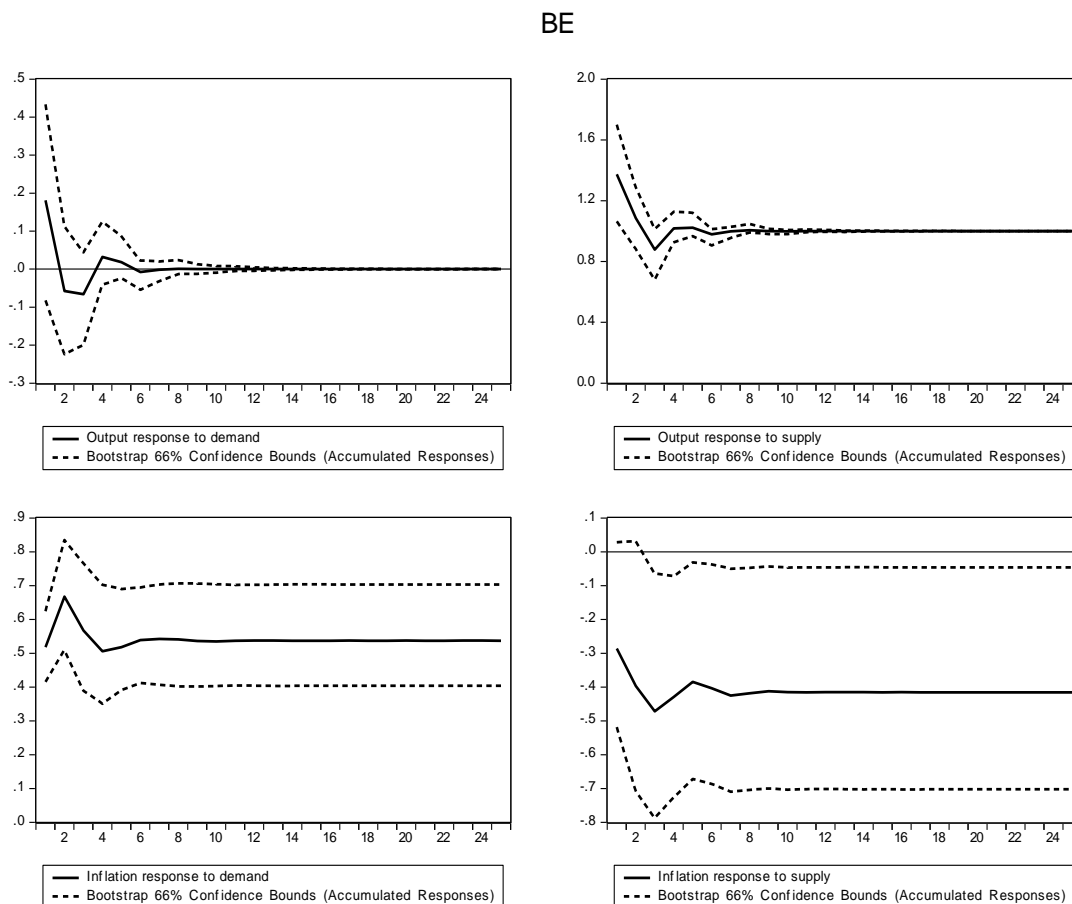 BE
.5
.4
.3
.2
.1
.0
-.1
-.2
-.3
2 4 6 8 10 12 14 16 18 20 22 24
Output response to demand
Bootstrap 66% Confidence Bounds (Accumulated Responses)
2.0
1.6
1.2
0.8
0.4
0.0
2 4 6 8 10 12 14 16 18 20 22 24
Output response to supply
Bootstrap 66% Confidence Bounds (Accumulated Responses)
.9
.8
.7
.6
.5
.4
.3
.2
.1
.0
2 4 6 8 10 12 14 16 18 20 22 24
Inflation response to demand
Bootstrap 66% Confidence Bounds (Accumulated Responses)
.1
.0
-.1
-.2
-.3
-.4
-.5
-.6
-.7
-.8
2 4 6 8 10 12 14 16 18 20 22 24
Inflation response to supply
Bootstrap 66% Confidence Bounds (Accumulated Responses)